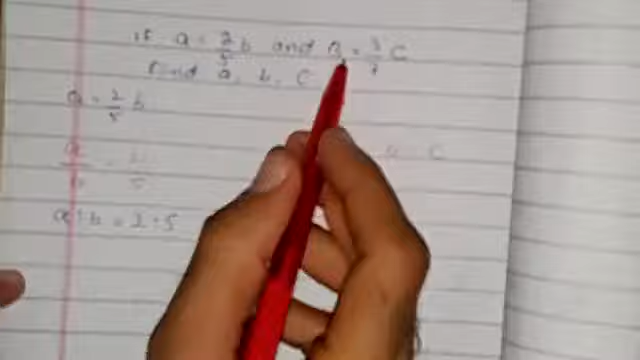 if a = 2/5 b and B = 3/7 C
find a, b, c
a = 2/5 b
a/b = 2/5
a : b = 2 : 5